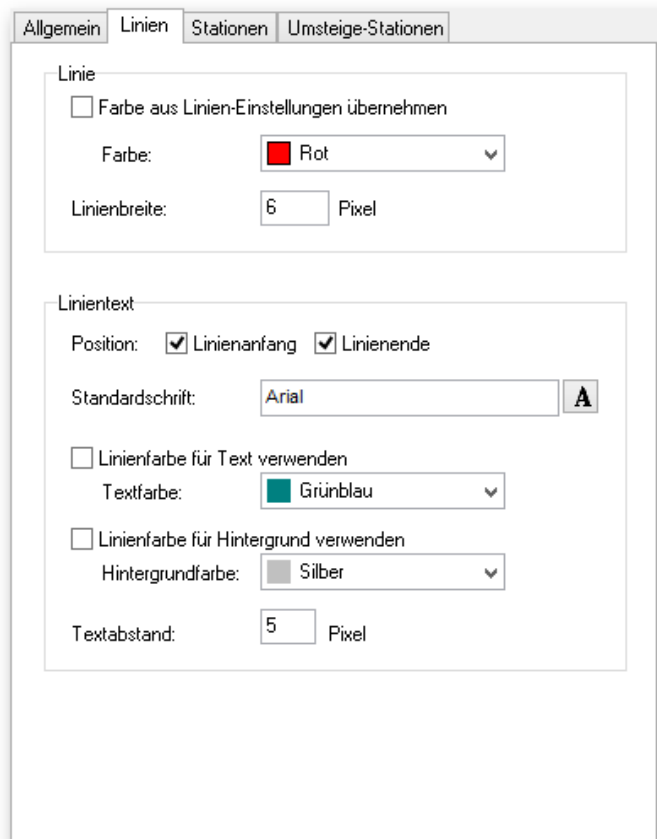 Allgemein Linien Stationen Umsteige-Stationen
Linie
Farbe aus Linien-Einstellungen übernehmen
Farbe: Rot
Linienbreite: 6 Pixel
Linientext
Position: Linienanfang Linienende
Standardschrift: Arial A
Linienfarbe für Text verwenden
Textfarbe: Grünblau
Linienfarbe für Hintergrund verwenden
Hintergrundfarbe: Silber
Textabstand: 5 Pixel